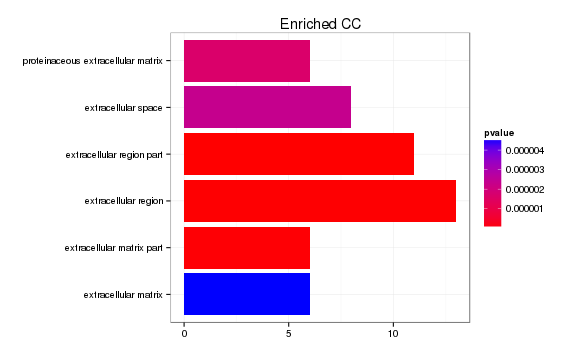 Enriched CC
proteinaceous extracellular matrix
extracellular space
extracellular region part
extracellular region
extracellular matrix part
extracellular matrix
0 5 10
pvalue
0.000004
0.000003
0.000002
0.000001